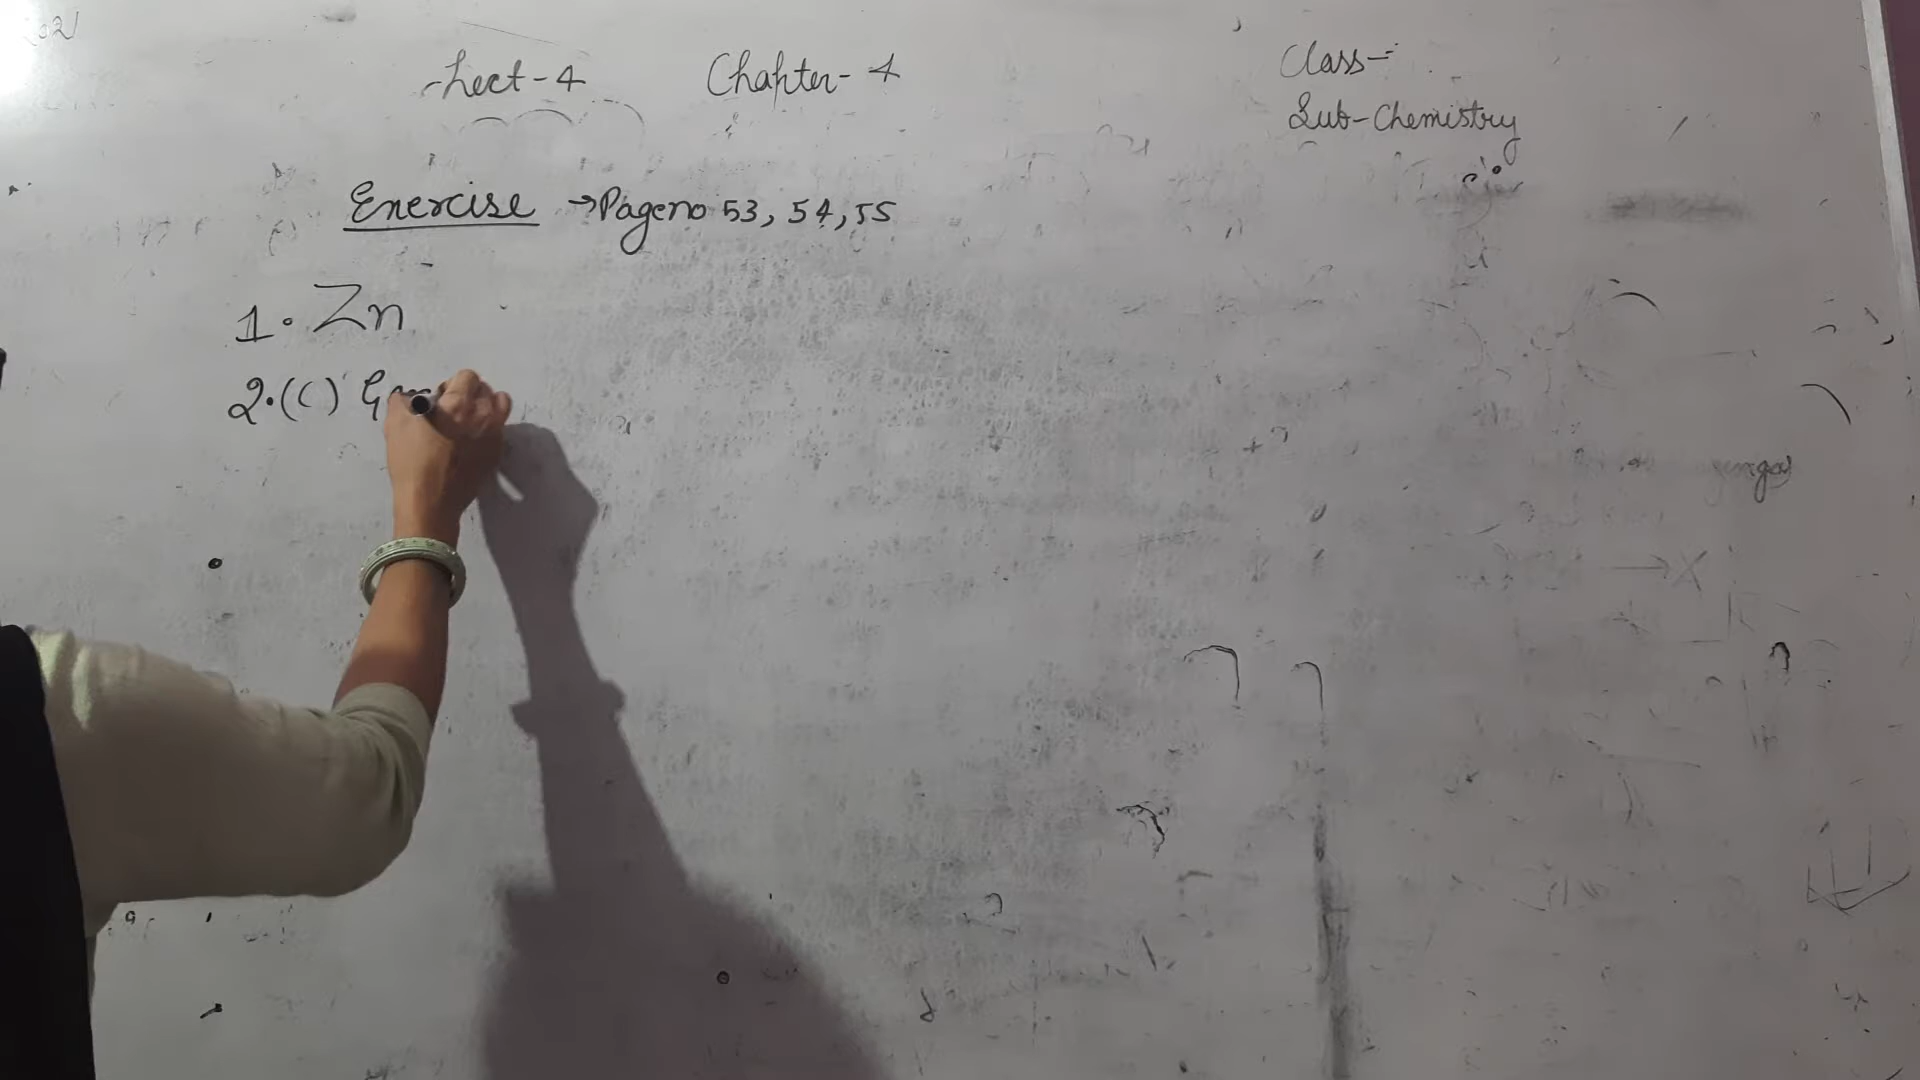 Lect-4 Chapter-4
Class-
Sub-Chemistry
Exercise →Page no 53, 54, 55
1. Zn
2.(C)